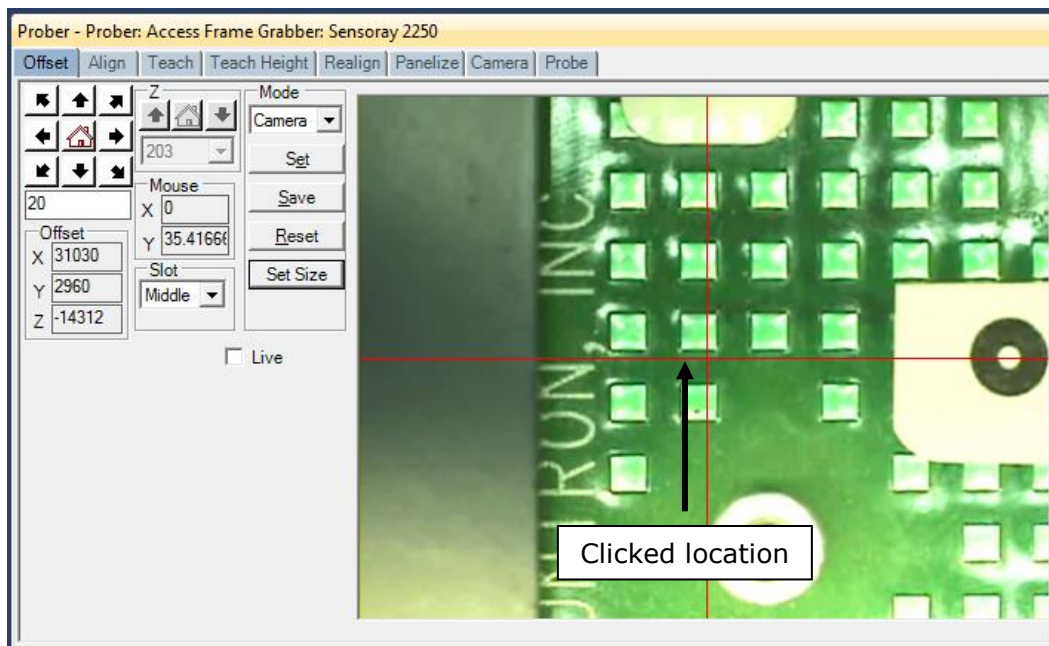 Prober - Prober: Access Frame Grabber: Sensoray 2250
Offset Align Teach Teach Height Realign Panelize Camera Probe
Z
203
20
Offset
X 31030
Y 2960
Z -14312
Mouse
X 0
Y 35.41666
Slot
Middle
Mode
Camera
Set
Save
Reset
Set Size
Live
TRON, INC
Clicked location